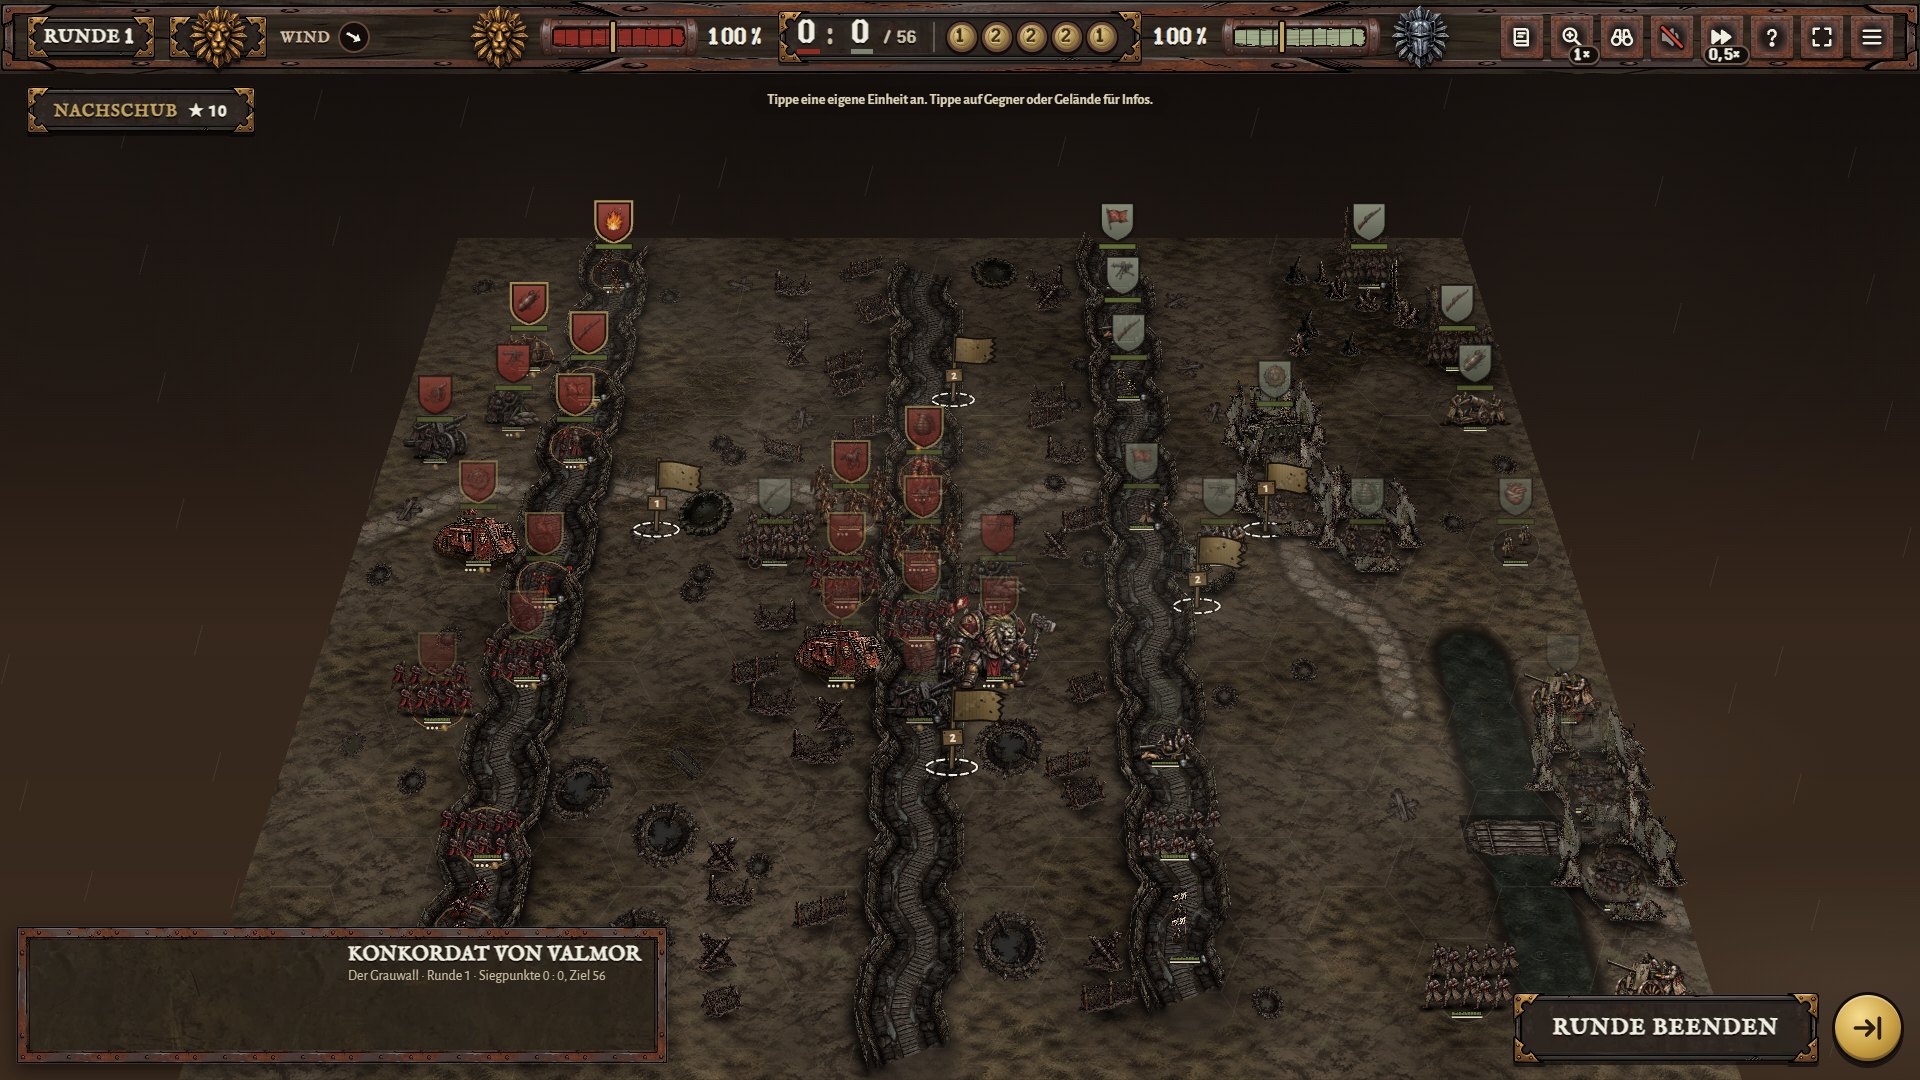 RUNDE 1
WIND
100%
0 : 0 / 56
1 2 2 2 1
100%
1×
0,5×
?
NACHSCHUB ★ 10
Tippe eine eigene Einheit an. Tippe auf Gegner oder Gelände für Infos.
2
1
1
2
2
KONKORDAT VON VALMOR
Der Grauwall · Runde 1 · Siegpunkte 0 : 0, Ziel 56
RUNDE BEENDEN